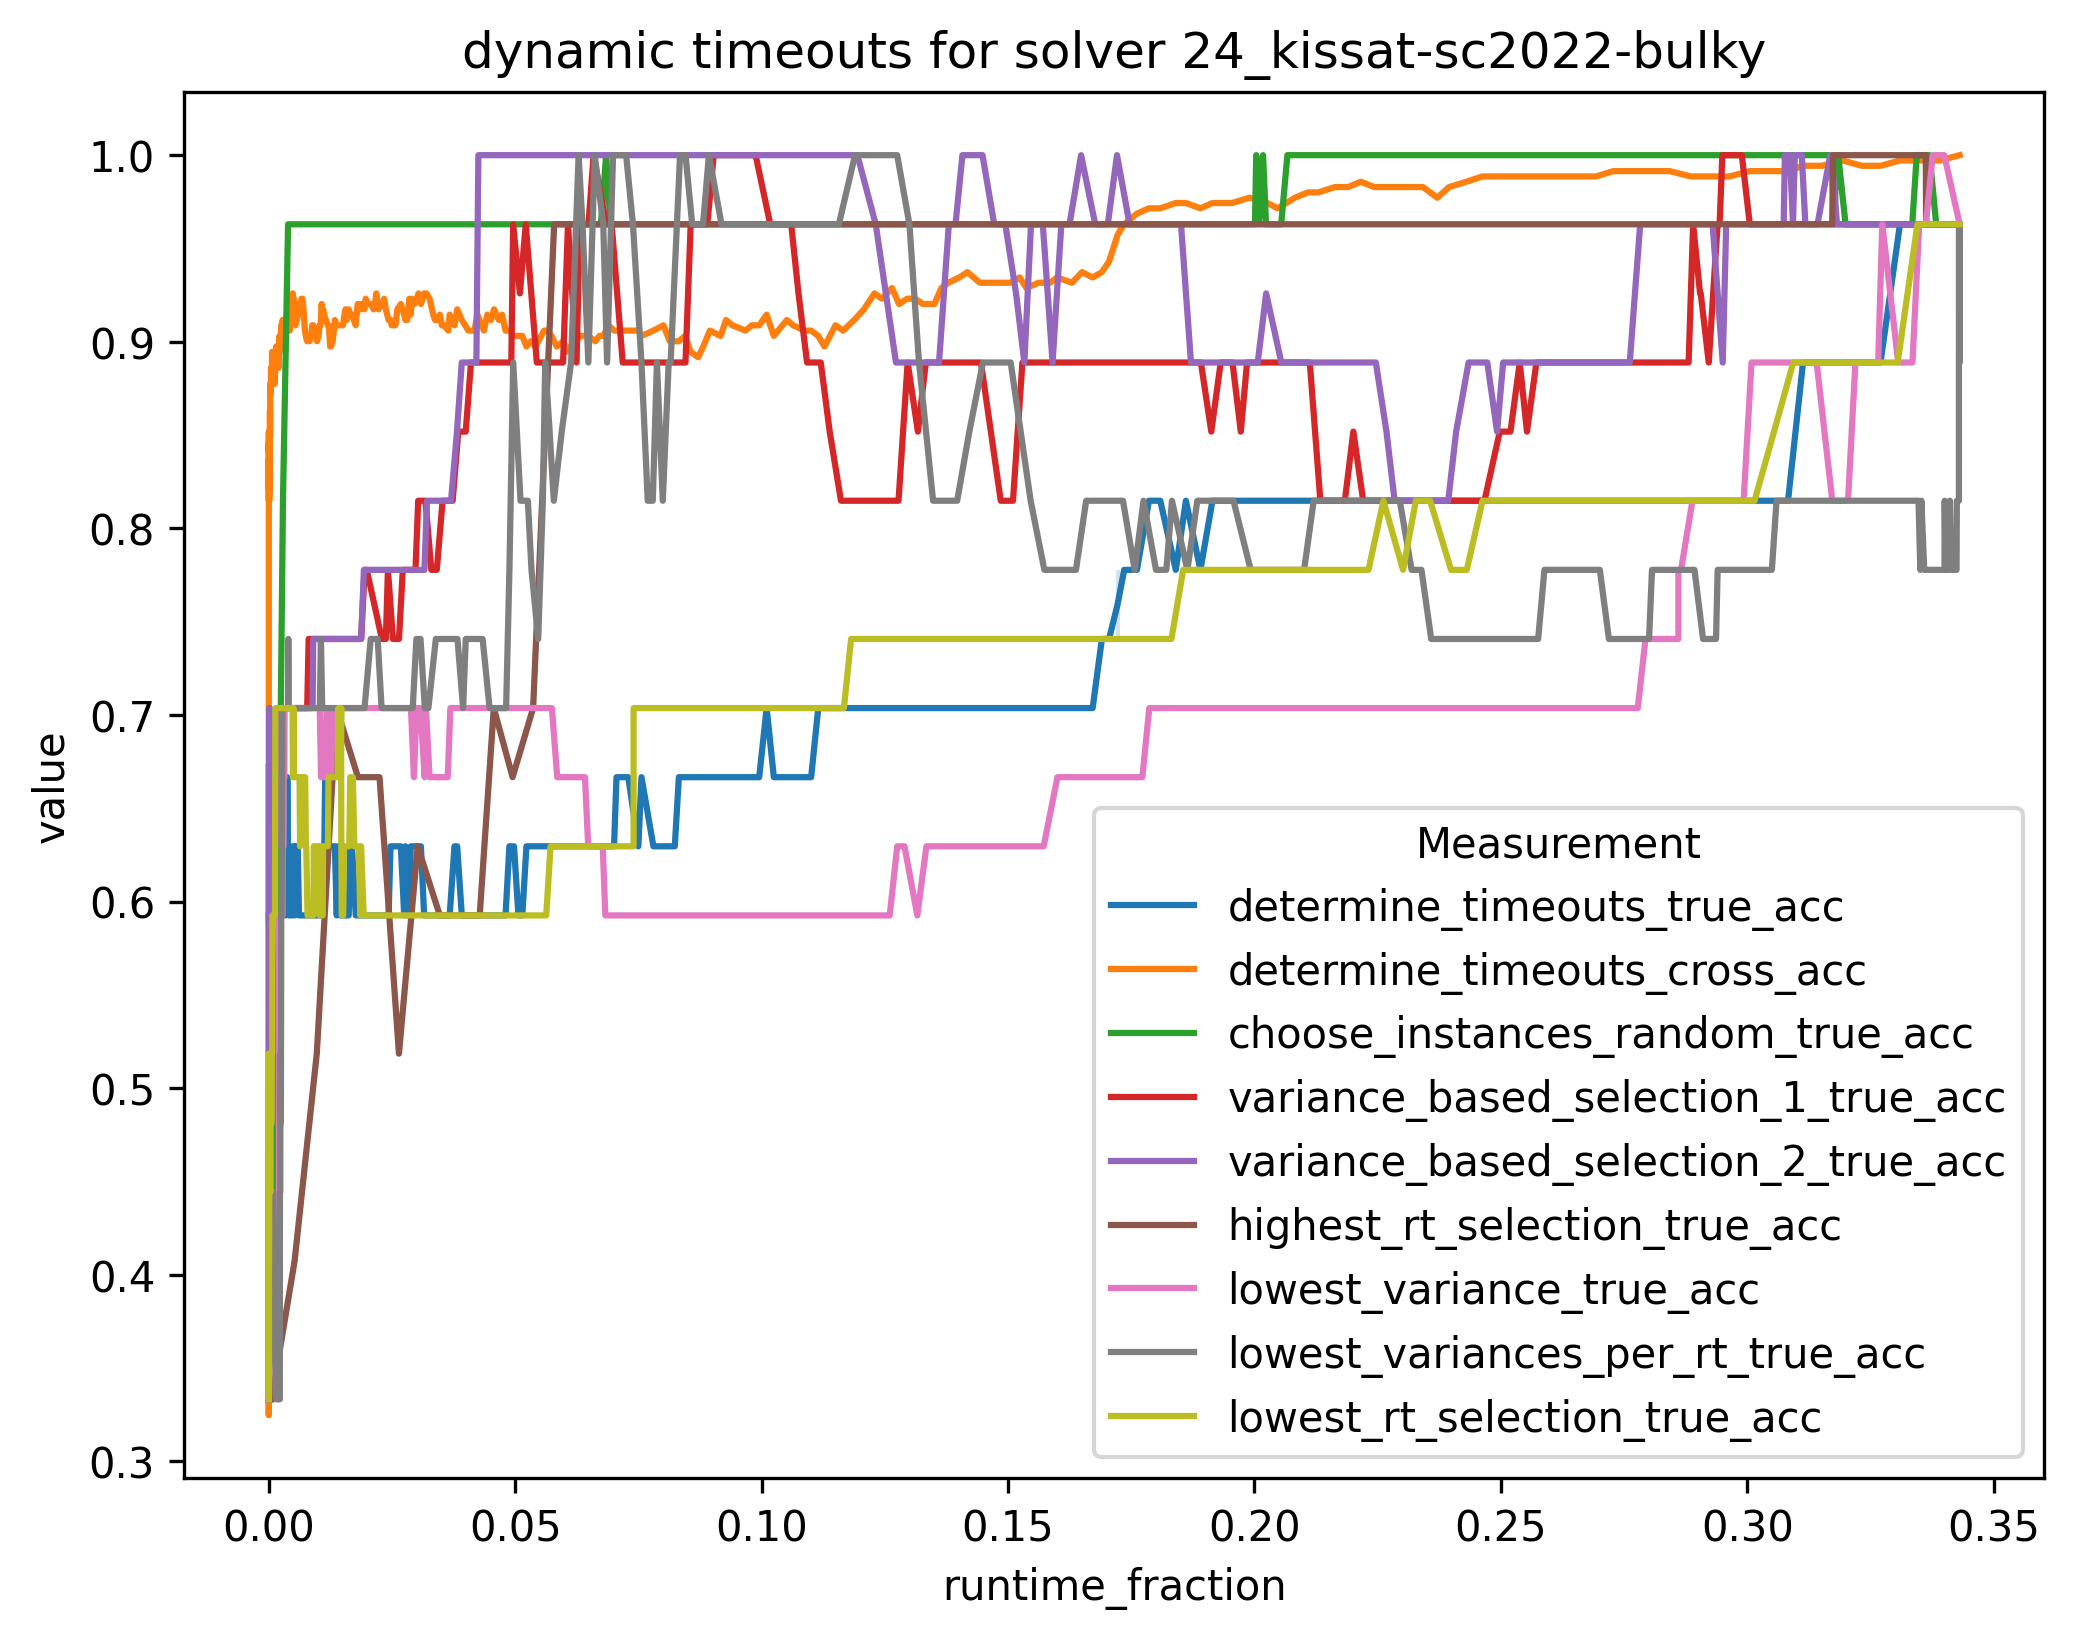 dynamic timeouts for solver 24_kissat-sc2022-bulky
1.0
0.9
0.8
0.7
0.6
0.5
0.4
0.3
value
0.00 0.05 0.10 0.15 0.20 0.25 0.30 0.35
runtime_fraction
Measurement
determine_timeouts_true_acc
determine_timeouts_cross_acc
choose_instances_random_true_acc
variance_based_selection_1_true_acc
variance_based_selection_2_true_acc
highest_rt_selection_true_acc
lowest_variance_true_acc
lowest_variances_per_rt_true_acc
lowest_rt_selection_true_acc